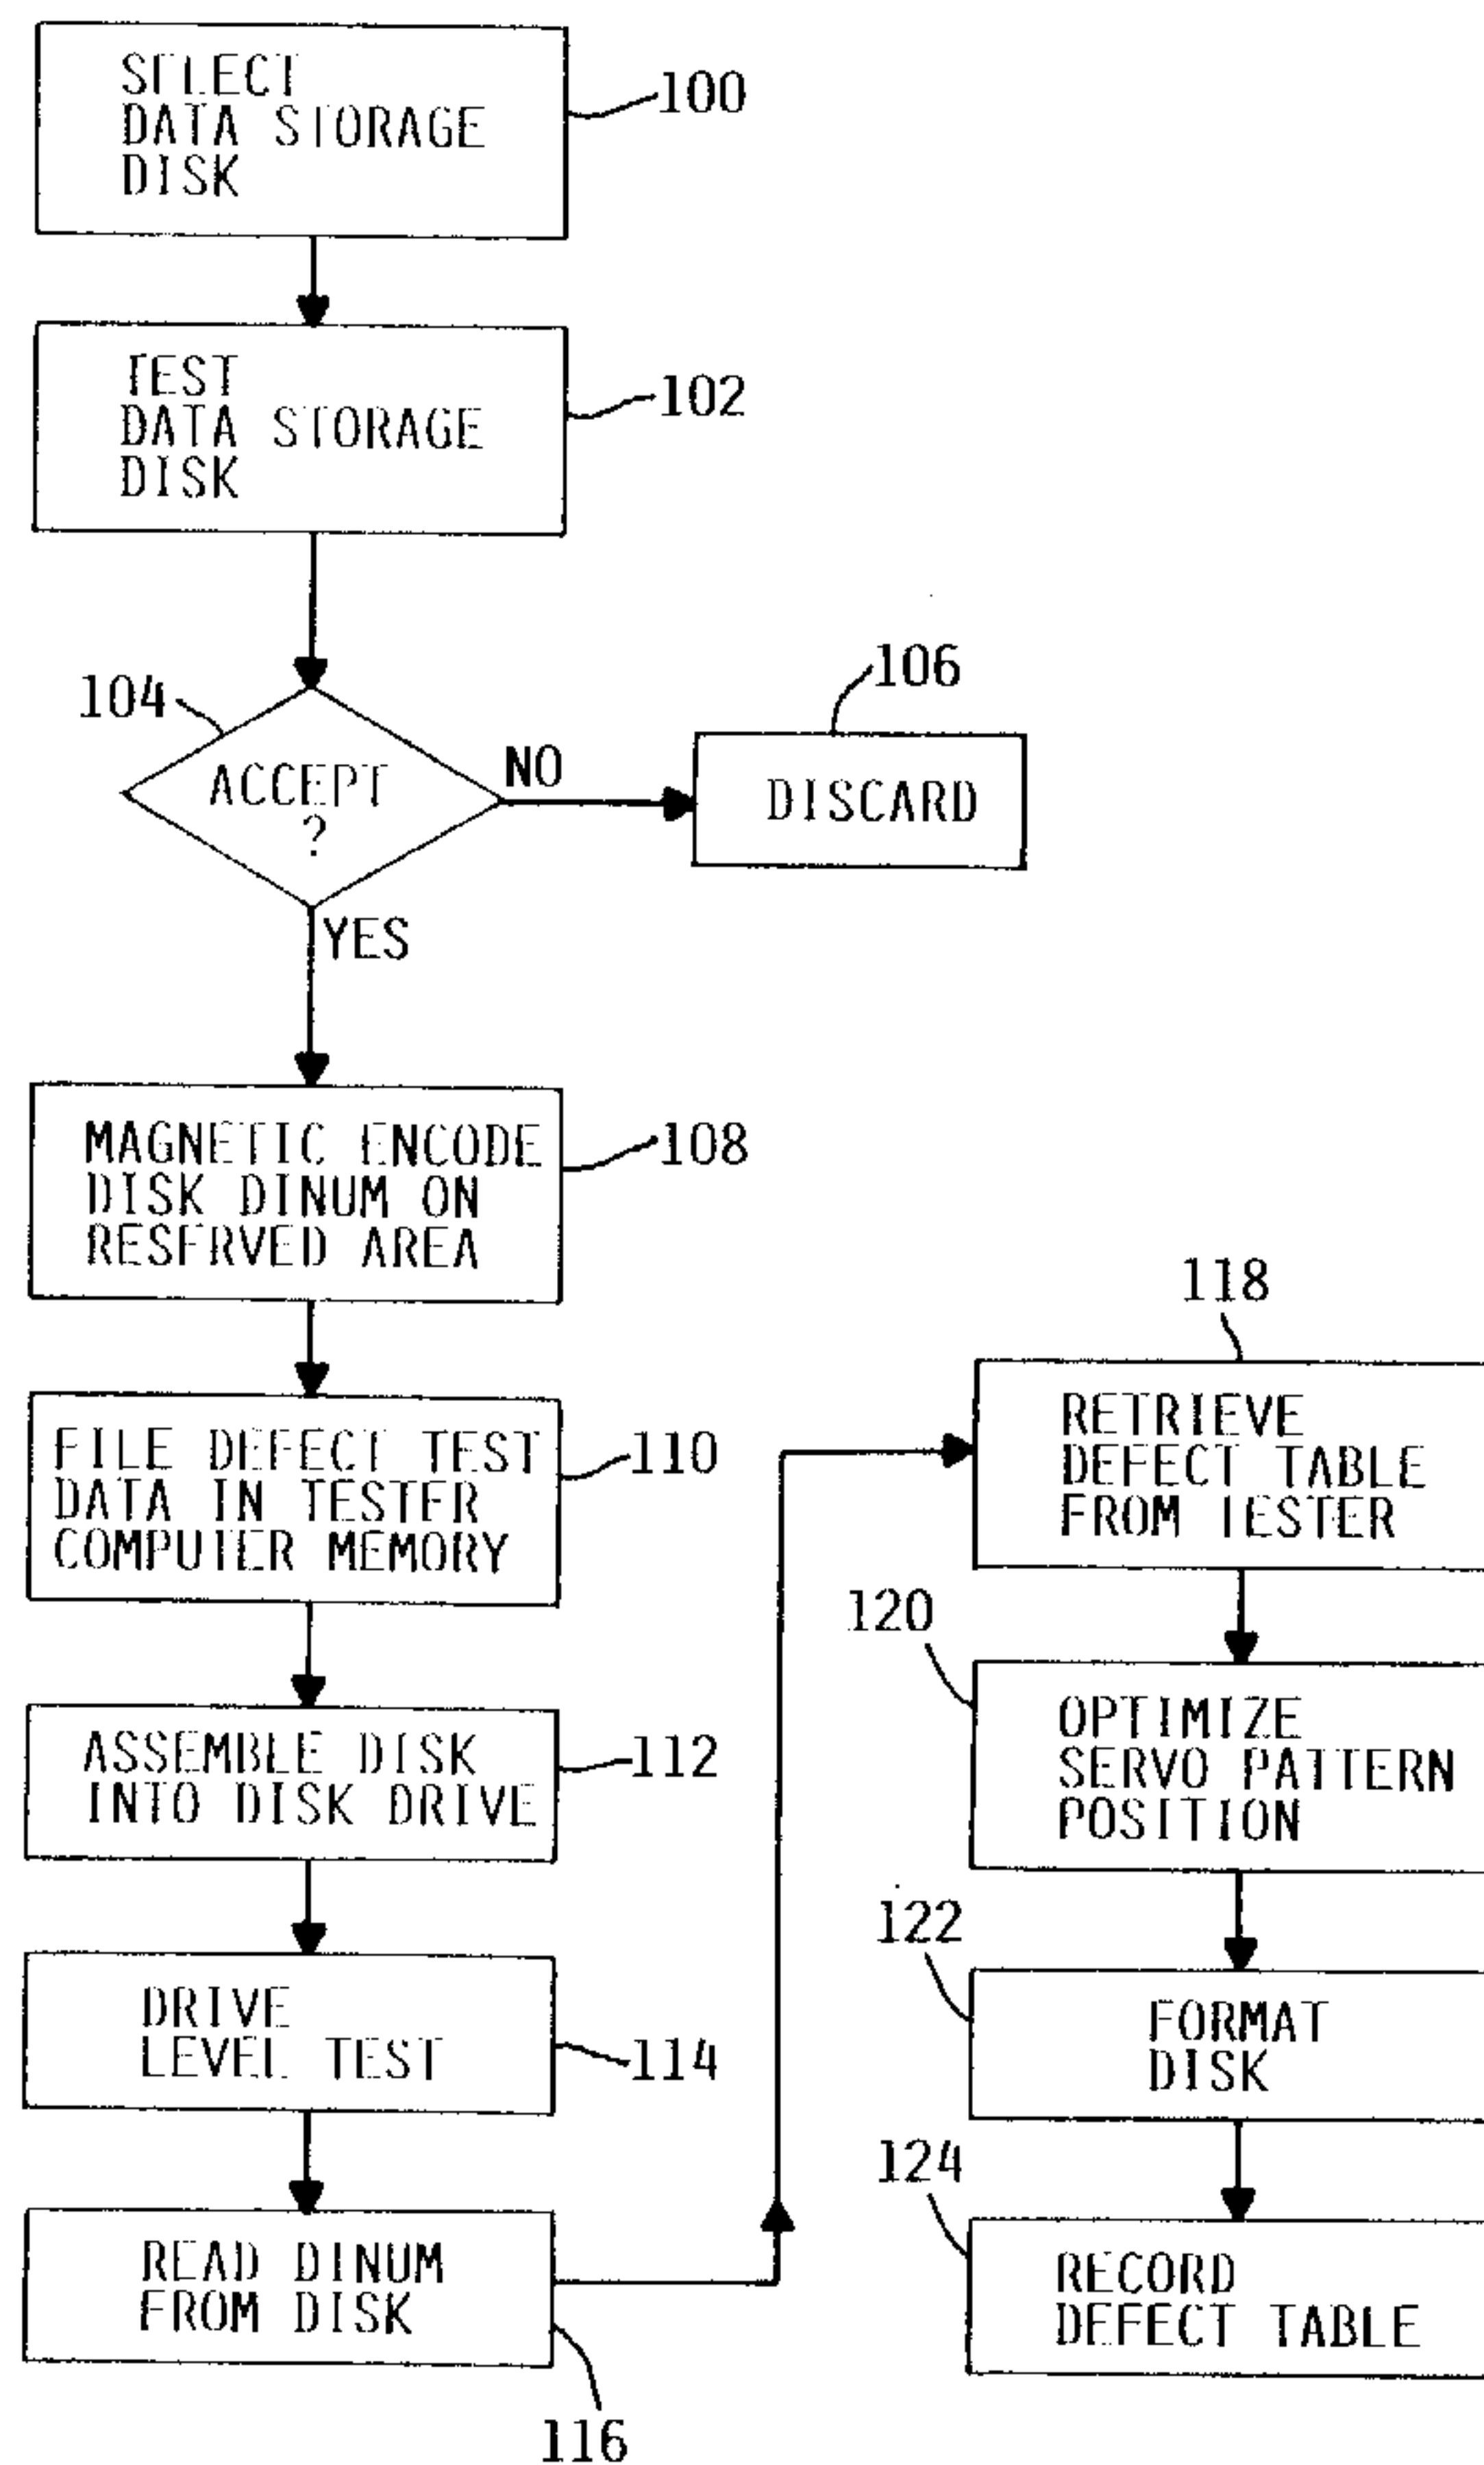 SELECT
DATA STORAGE
DISK
100
TEST
DATA STORAGE
DISK
102
104
ACCEPT
?
NO
106
DISCARD
YES
MAGNETIC ENCODE
DISK DINUM ON
RESERVED AREA
108
FILE DEFECT TEST
DATA IN TESTER
COMPUTER MEMORY
110
ASSEMBLE DISK
INTO DISK DRIVE
112
DRIVE
LEVEL TEST
114
READ DINUM
FROM DISK
116
118
RETRIEVE
DEFECT TABLE
FROM TESTER
120
OPTIMIZE
SERVO PATTERN
POSITION
122
FORMAT
DISK
124
RECORD
DEFECT TABLE